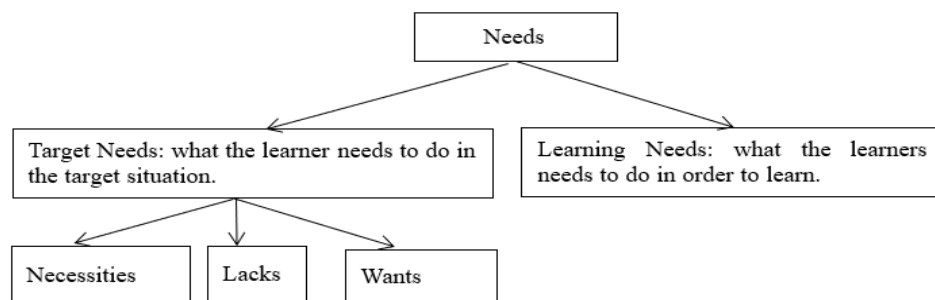 Needs
Target Needs: what the learner needs to do in
the target situation.
Learning Needs: what the learners
needs to do in order to learn.
Necessities
Lacks
Wants